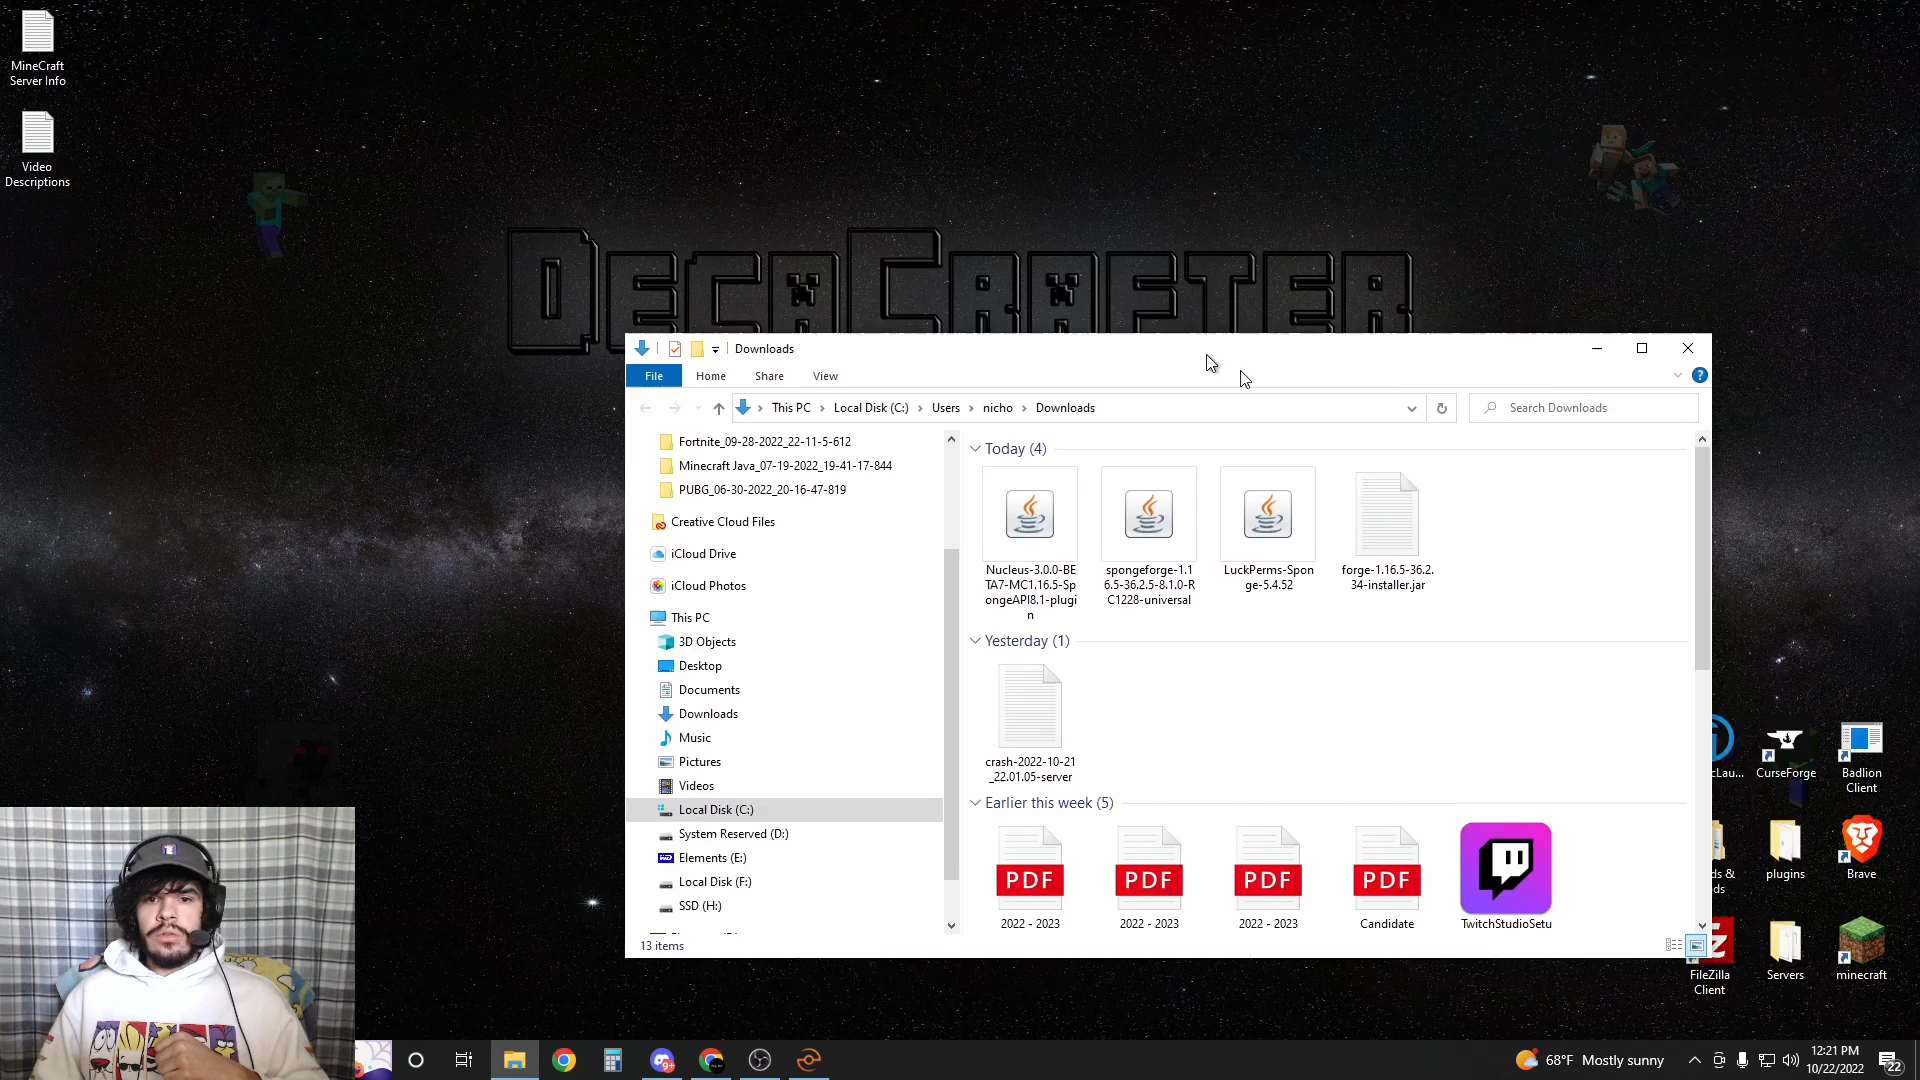 MineCraft
Server Info
Video
Descriptions
DecaCrafter
Downloads
File
Home
Share
View
This PC
Local Disk (C:)
Users
nicho
Downloads
Search Downloads
Fortnite_09-28-2022_22-11-5-612
Minecraft Java_07-19-2022_19-41-17-844
PUBG_06-30-2022_20-16-47-819
Creative Cloud Files
iCloud Drive
iCloud Photos
This PC
3D Objects
Desktop
Documents
Downloads
Music
Pictures
Videos
Local Disk (C:)
System Reserved (D:)
Elements (E:)
Local Disk (F:)
SSD (H:)
13 items
Today (4)
Nucleus-3.0.0-BE
TA7-MC1.16.5-Sp
ongeAPI8.1-plugi
n
spongeforge-1.1
6.5-36.2.5-8.1.0-R
C1228-universal
LuckPerms-Spon
ge-5.4.52
forge-1.16.5-36.2.
34-installer.jar
Yesterday (1)
crash-2022-10-21
_22.01.05-server
Earlier this week (5)
PDF
PDF
PDF
PDF
2022 - 2023
2022 - 2023
2022 - 2023
Candidate
TwitchStudioSetu
cLau...
CurseForge
Badlion
Client
ds &
eds
plugins
Brave
FileZilla
Client
Servers
minecraft
9+
68°F Mostly sunny
12:21 PM
10/22/2022
22